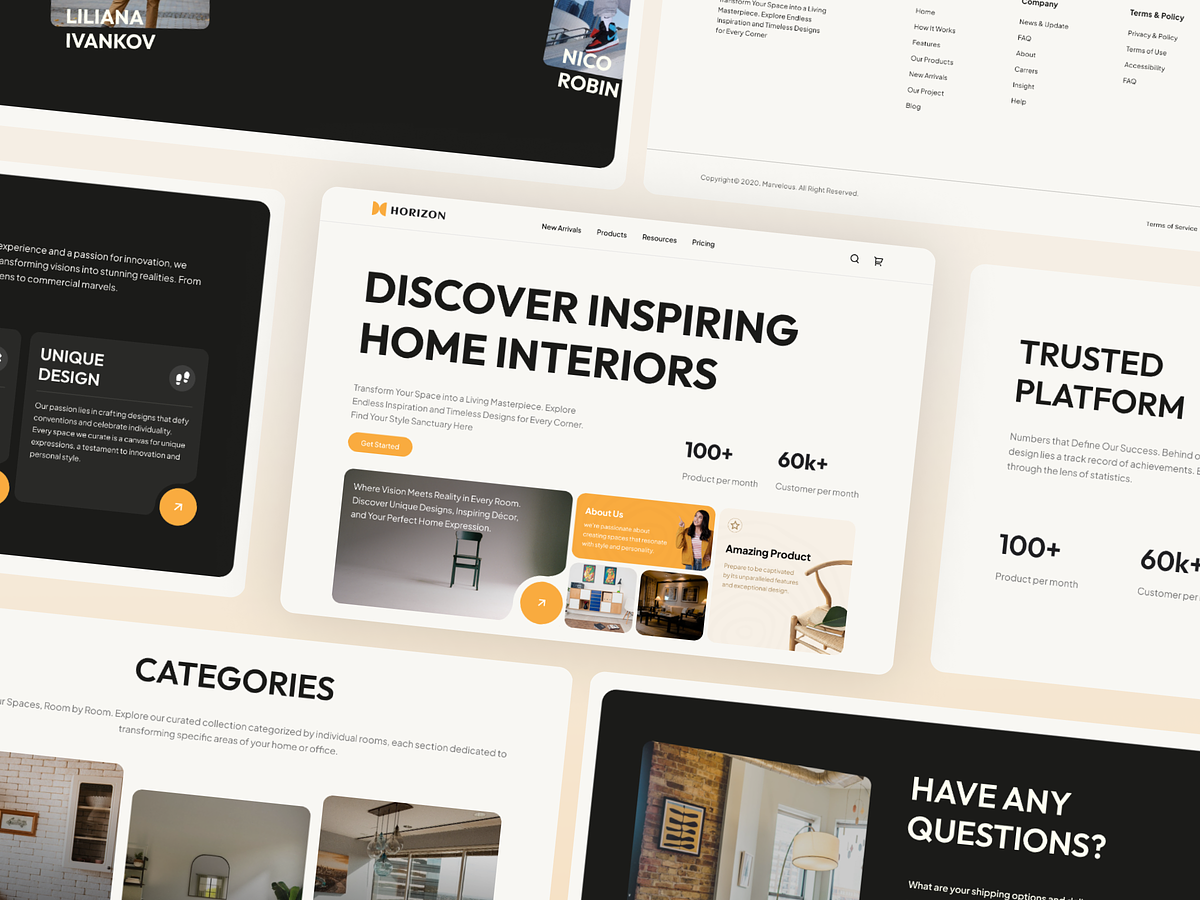 LILIANA
IVANKOV
NICO
ROBIN
Transform Your Space into a Living
Masterpiece. Explore Endless
Inspiration and Timeless Designs
for Every Corner
Home
How It Works
Features
Our Products
New Arrivals
Our Project
Blog
Company
News & Update
FAQ
About
Carrers
Insight
Help
Terms & Policy
Privacy & Policy
Terms of Use
Accessibility
FAQ
Copyright© 2020. Marvelous. All Right Reserved.
Terms of Service
experience and a passion for innovation, we
ansforming visions into stunning realities. From
ens to commercial marvels.
UNIQUE
DESIGN
Our passion lies in crafting designs that defy
conventions and celebrate individuality.
Every space we curate is a canvas for unique
expressions, a testament to innovation and
personal style.
HORIZON
New Arrivals
Products
Resources
Pricing
DISCOVER INSPIRING
HOME INTERIORS
Transform Your Space into a Living Masterpiece. Explore
Endless Inspiration and Timeless Designs for Every Corner.
Find Your Style Sanctuary Here
Get Started
100+
Product per month
60k+
Customer per month
Where Vision Meets Reality in Every Room.
Discover Unique Designs, Inspiring Décor,
and Your Perfect Home Expression.
About Us
we're passionate about
creating spaces that resonate
with style and personality.
Amazing Product
Prepare to be captivated
by its unparalleled features
and exceptional design.
TRUSTED
PLATFORM
Numbers that Define Our Success. Behind
design lies a track record of achievements.
through the lens of statistics.
100+
Product per month
60k+
Customer per
CATEGORIES
Spaces, Room by Room. Explore our curated collection categorized by individual rooms, each section dedicated to
transforming specific areas of your home or office.
HAVE ANY
QUESTIONS?
What are your shipping options and